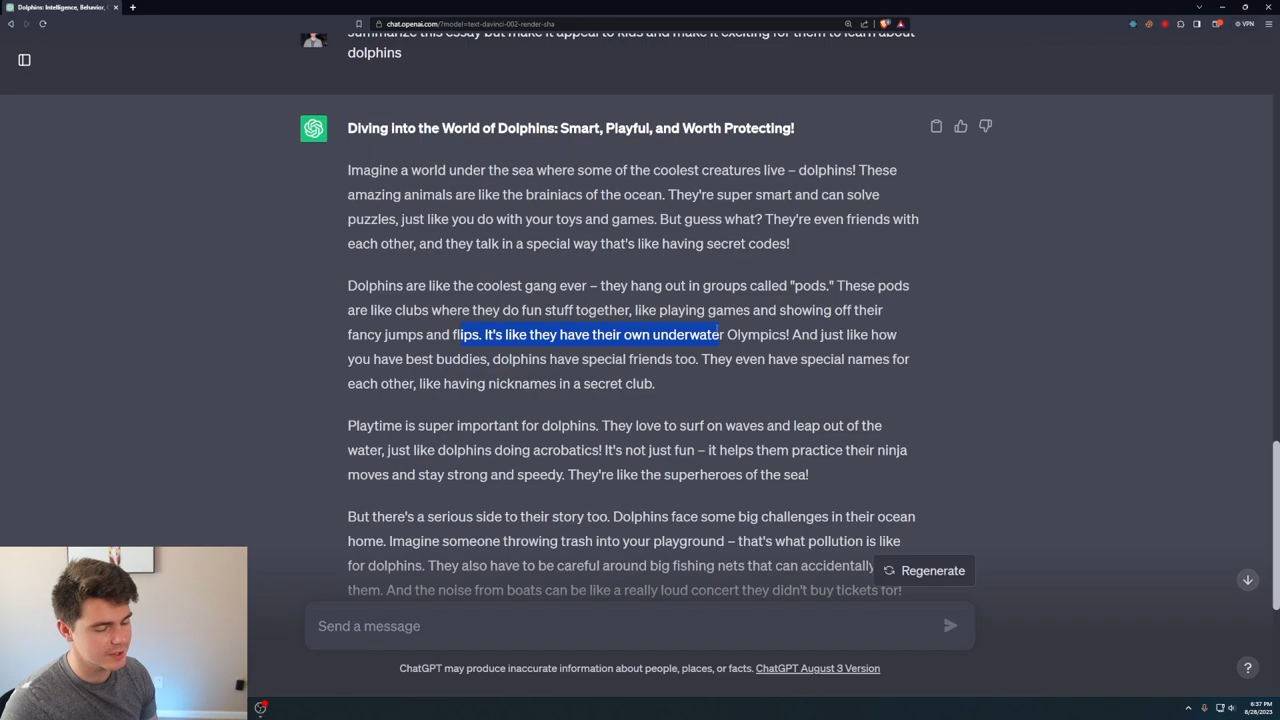 Dolphins: Intelligence, Behavior, C
chat.openai.com/?model=text-davinci-002-render-sha
VPN
summarize this essay but make it appeal to kids and make it exciting for them to learn about
dolphins
Diving into the World of Dolphins: Smart, Playful, and Worth Protecting!
Imagine a world under the sea where some of the coolest creatures live – dolphins! These
amazing animals are like the brainiacs of the ocean. They're super smart and can solve
puzzles, just like you do with your toys and games. But guess what? They're even friends with
each other, and they talk in a special way that's like having secret codes!
Dolphins are like the coolest gang ever – they hang out in groups called "pods." These pods
are like clubs where they do fun stuff together, like playing games and showing off their
fancy jumps and flips. It's like they have their own underwater Olympics! And just like how
you have best buddies, dolphins have special friends too. They even have special names for
each other, like having nicknames in a secret club.
Playtime is super important for dolphins. They love to surf on waves and leap out of the
water, just like dolphins doing acrobatics! It's not just fun – it helps them practice their ninja
moves and stay strong and speedy. They're like the superheroes of the sea!
But there's a serious side to their story too. Dolphins face some big challenges in their ocean
home. Imagine someone throwing trash into your playground – that's what pollution is like
for dolphins. They also have to be careful around big fishing nets that can accidentally
them. And the noise from boats can be like a really loud concert they didn't buy tickets for!
Regenerate
Send a message
ChatGPT may produce inaccurate information about people, places, or facts. ChatGPT August 3 Version
?
6:37 PM
8/28/2023